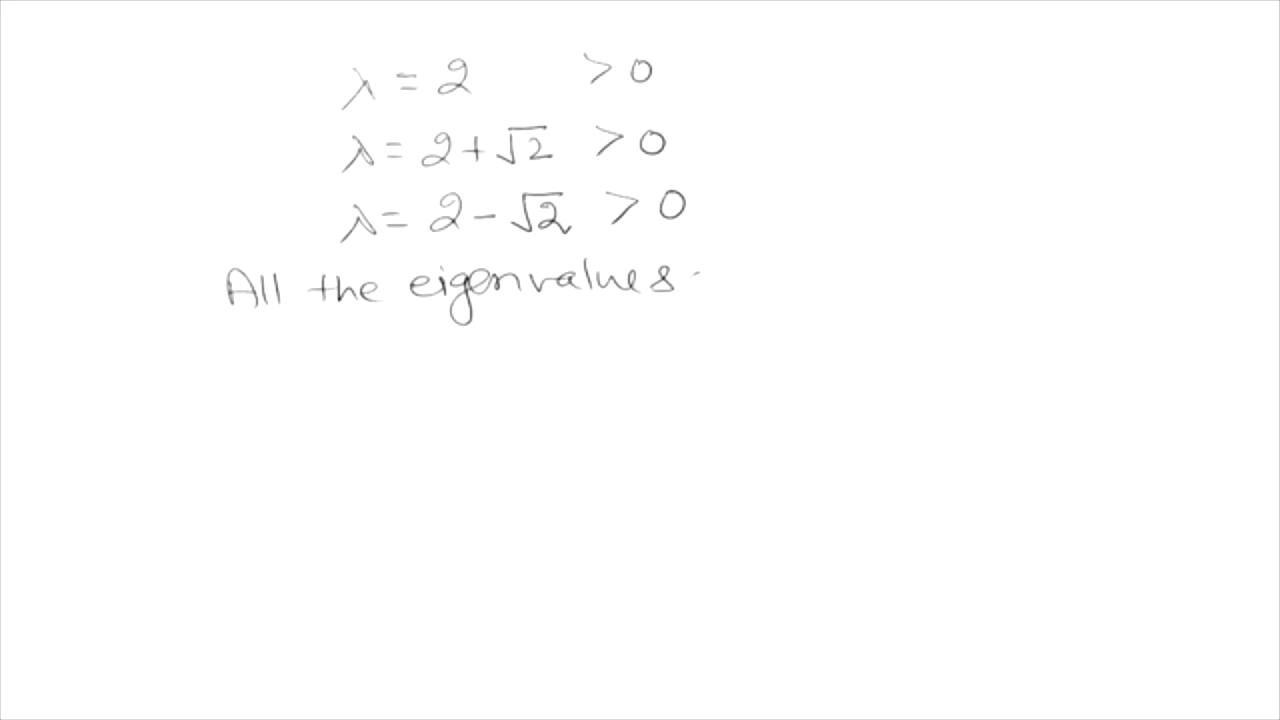 λ = 2 > 0
λ = 2 + √2 > 0
λ = 2 - √2 > 0
All the eigenvalues